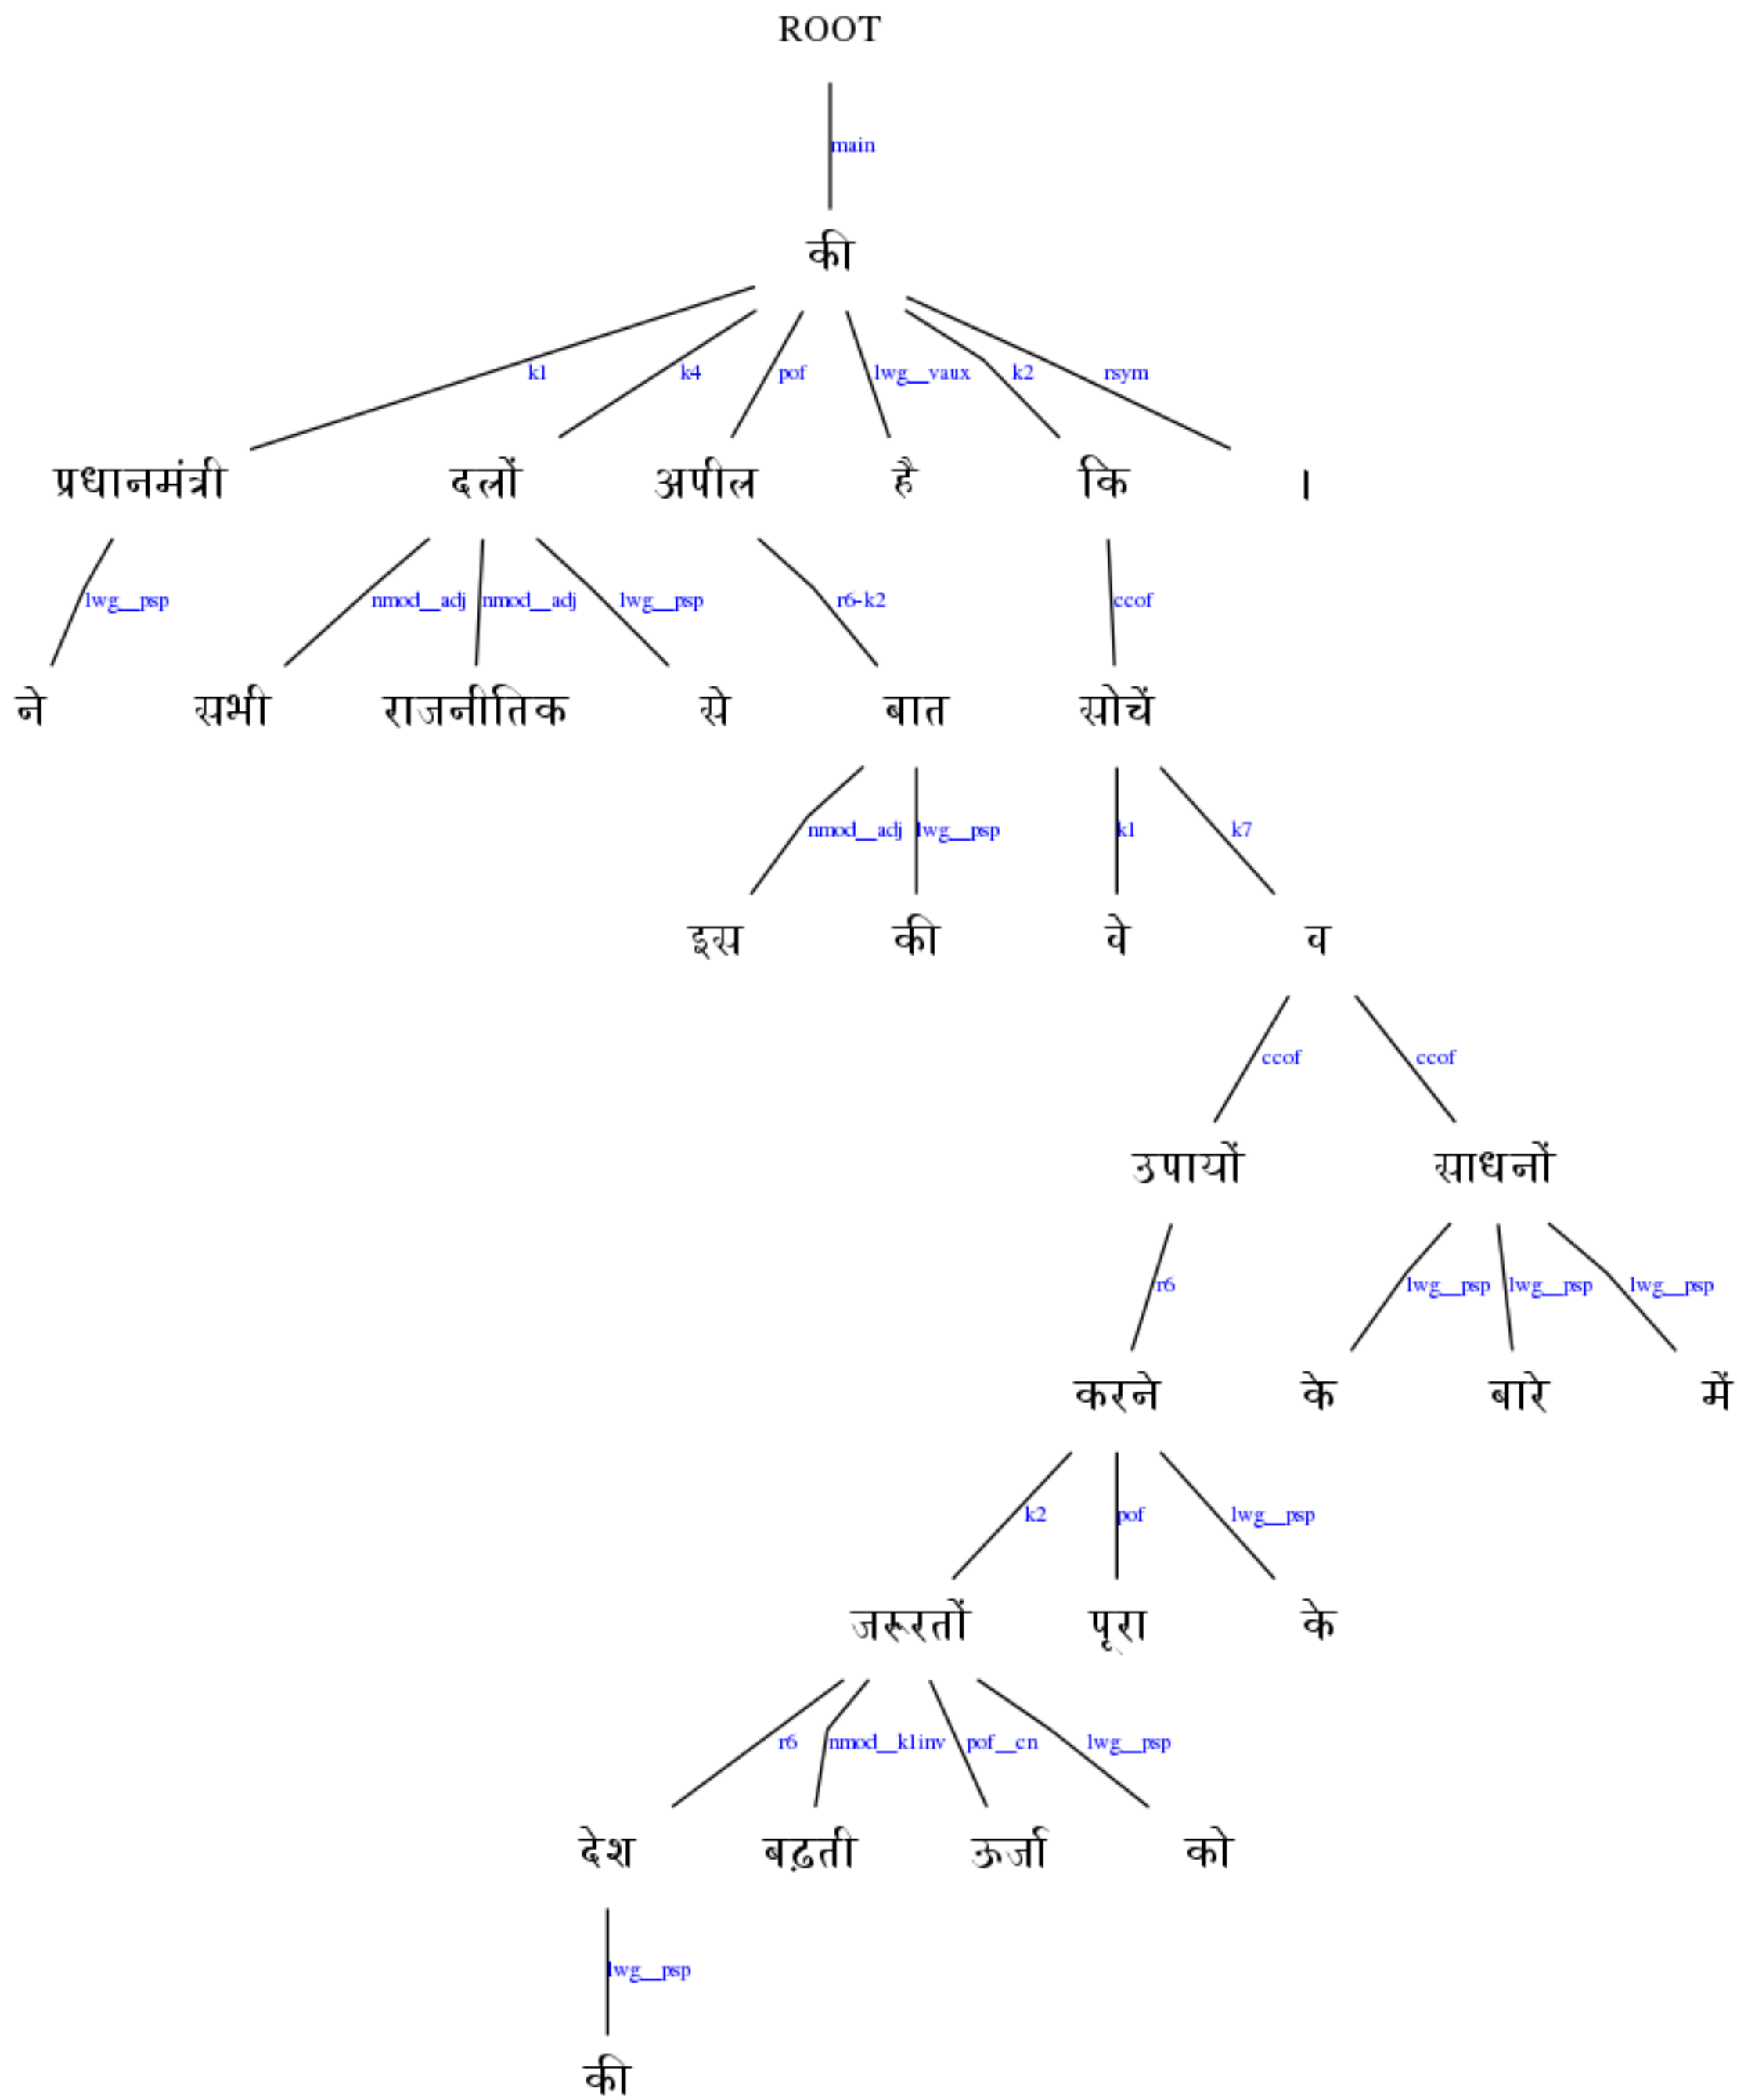 ROOT
main
की
k1 k4 pof lwg__vaux k2 rsym
प्रधानमंत्री दलों अपील है कि ।
lwg__psp nmod__adj nmod__adj lwg__psp r6-k2 ccof
ने सभी राजनीतिक से बात सोचें
nmod__adj lwg__psp k1 k7
इस की वे व
ccof ccof
उपायों साधनों
r6 lwg__psp lwg__psp lwg__psp
करने के बारे में
k2 pof lwg__psp
जरूरतों पूरा के
r6 nmod__k1inv pof__cn lwg__psp
देश बढ़ती ऊर्जा को
lwg__psp
की